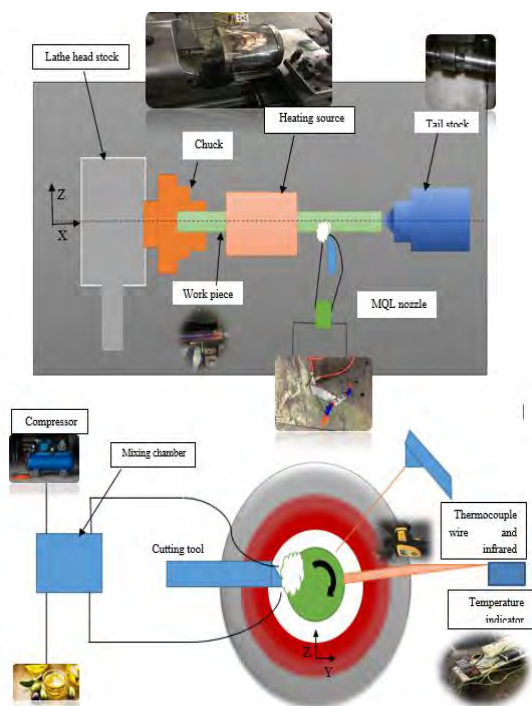 Lathe head stock
Heating source
Tail stock
Chuck
Z
X
Work piece
MQL nozzle
Compressor
Mixing chamber
Cutting tool
Thermocouple
wire and
infrared
Temperature
indicator
Z
Y